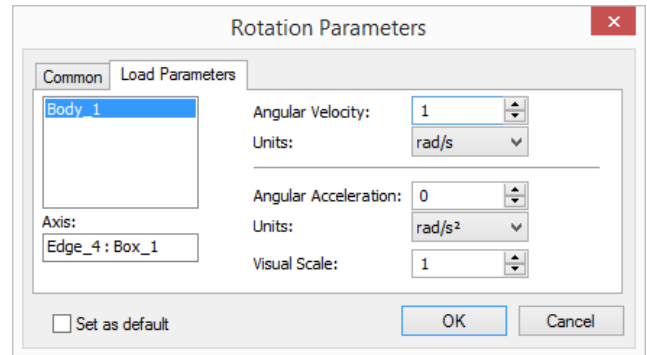 Rotation Parameters
Common
Load Parameters
Body_1
Angular Velocity:
1
Units:
rad/s
Angular Acceleration:
0
Axis:
Units:
rad/s²
Edge_4 : Box_1
Visual Scale:
1
Set as default
OK
Cancel